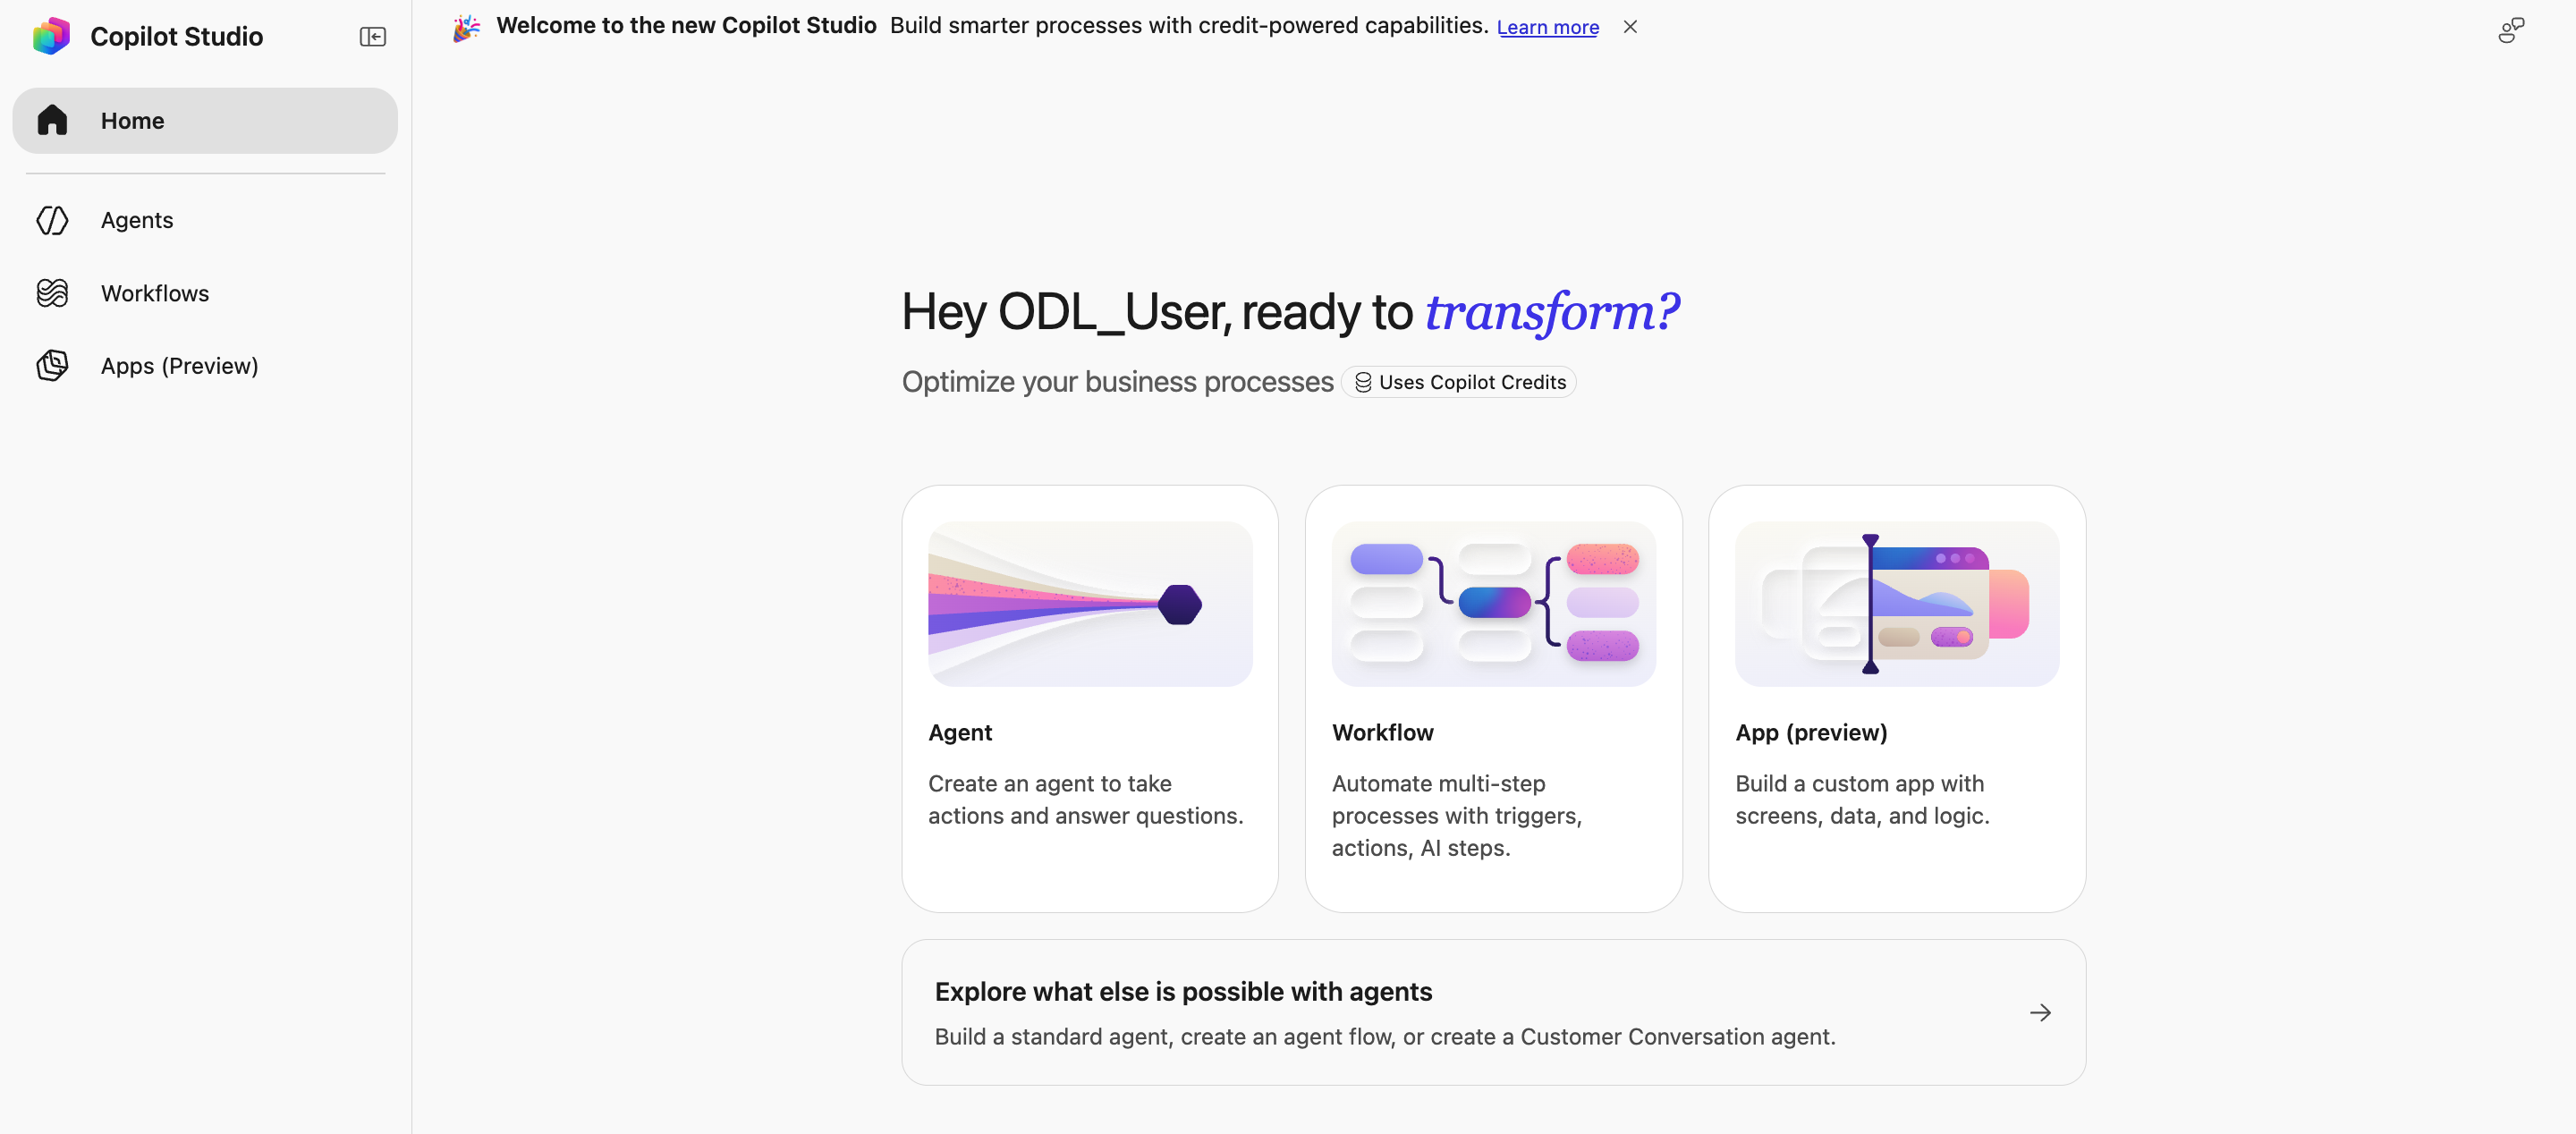 Copilot Studio
Home
Agents
Workflows
Apps (Preview)
Welcome to the new Copilot Studio Build smarter processes with credit-powered capabilities. Learn more
Hey ODL_User, ready to transform?
Optimize your business processes Uses Copilot Credits
Agent
Create an agent to take
actions and answer questions.
Workflow
Automate multi-step
processes with triggers,
actions, AI steps.
App (preview)
Build a custom app with
screens, data, and logic.
Explore what else is possible with agents
Build a standard agent, create an agent flow, or create a Customer Conversation agent.